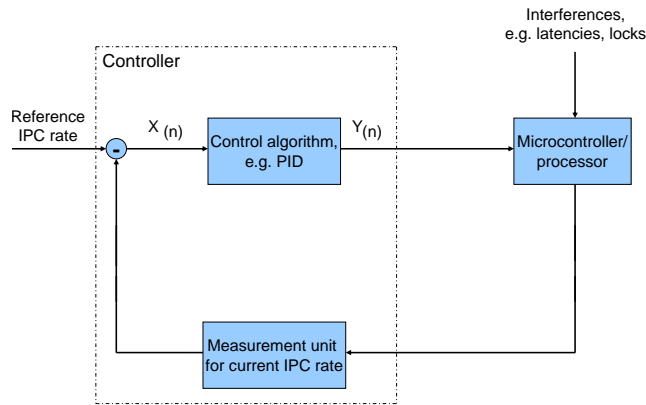 Interferences,
e.g. latencies, locks
Controller
Reference
IPC rate
-
X (n)
Control algorithm,
e.g. PID
Y(n)
Microcontroller/
processor
Measurement unit
for current IPC rate